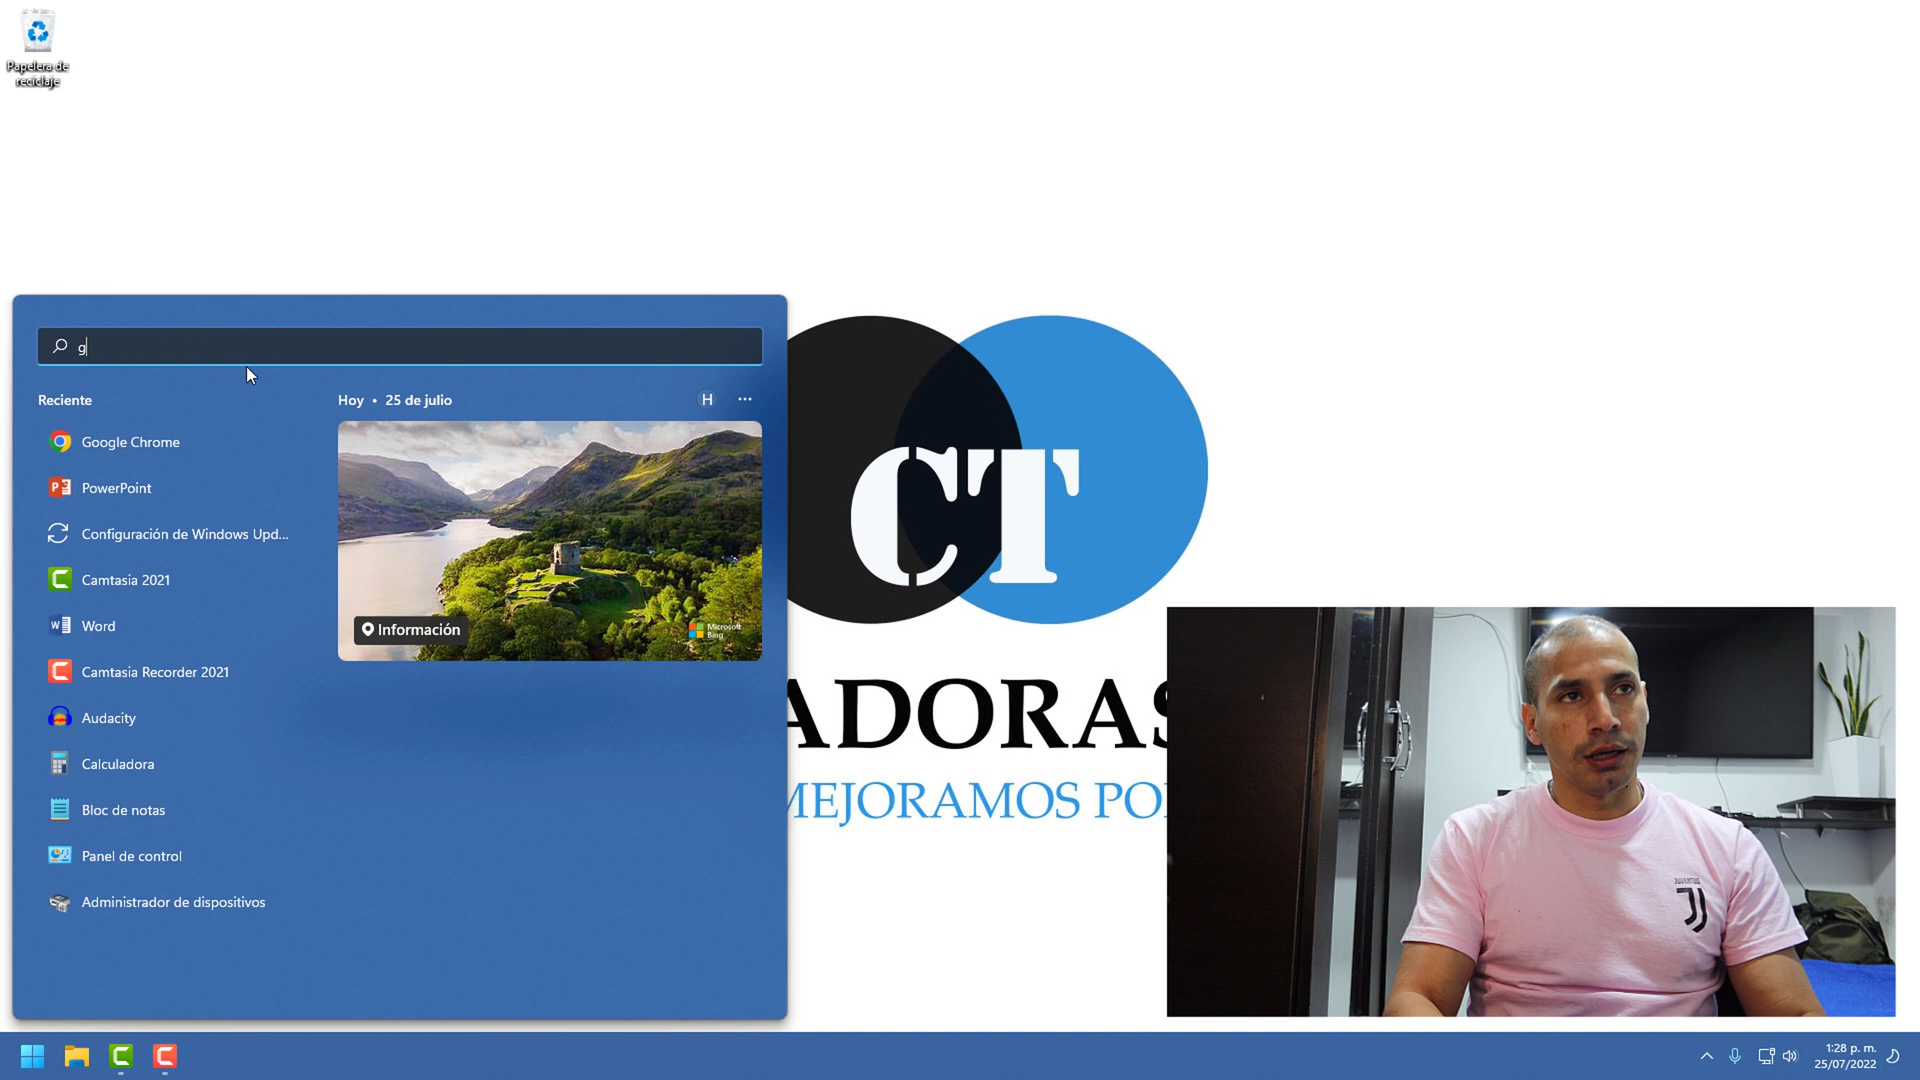 Papelera de
reciclaje
g
Reciente
Hoy • 25 de julio
H
Google Chrome
PowerPoint
Configuración de Windows Upd...
Camtasia 2021
Word
Camtasia Recorder 2021
Audacity
Calculadora
Bloc de notas
Panel de control
Administrador de dispositivos
Información
Microsoft
Bing
CT
ADORAS
MEJORAMOS PO
JUVENTUS
1:28 p. m.
25/07/2022